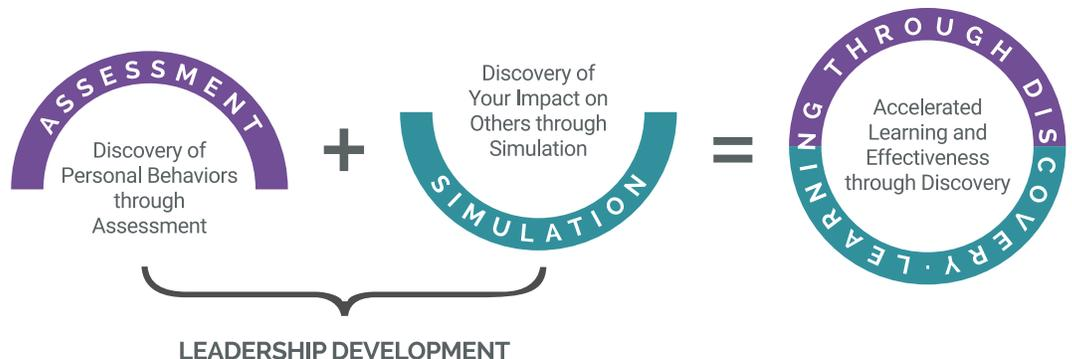 ASSESSMENT
Discovery of
Personal Behaviors
through
Assessment
+
Discovery of
Your Impact on
Others through
Simulation
SIMULATION
=
LEARNING THROUGH DISCOVERY ·
Accelerated
Learning and
Effectiveness
through Discovery
LEADERSHIP DEVELOPMENT